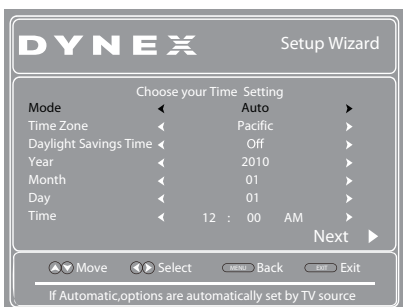 DYNEX Setup Wizard
Choose your Time Setting
Mode Auto
Time Zone Pacific
Daylight Savings Time Off
Year 2010
Month 01
Day 01
Time 12 : 00 AM
Next
Move Select MENU Back EXIT Exit
If Automatic,options are automatically set by TV source